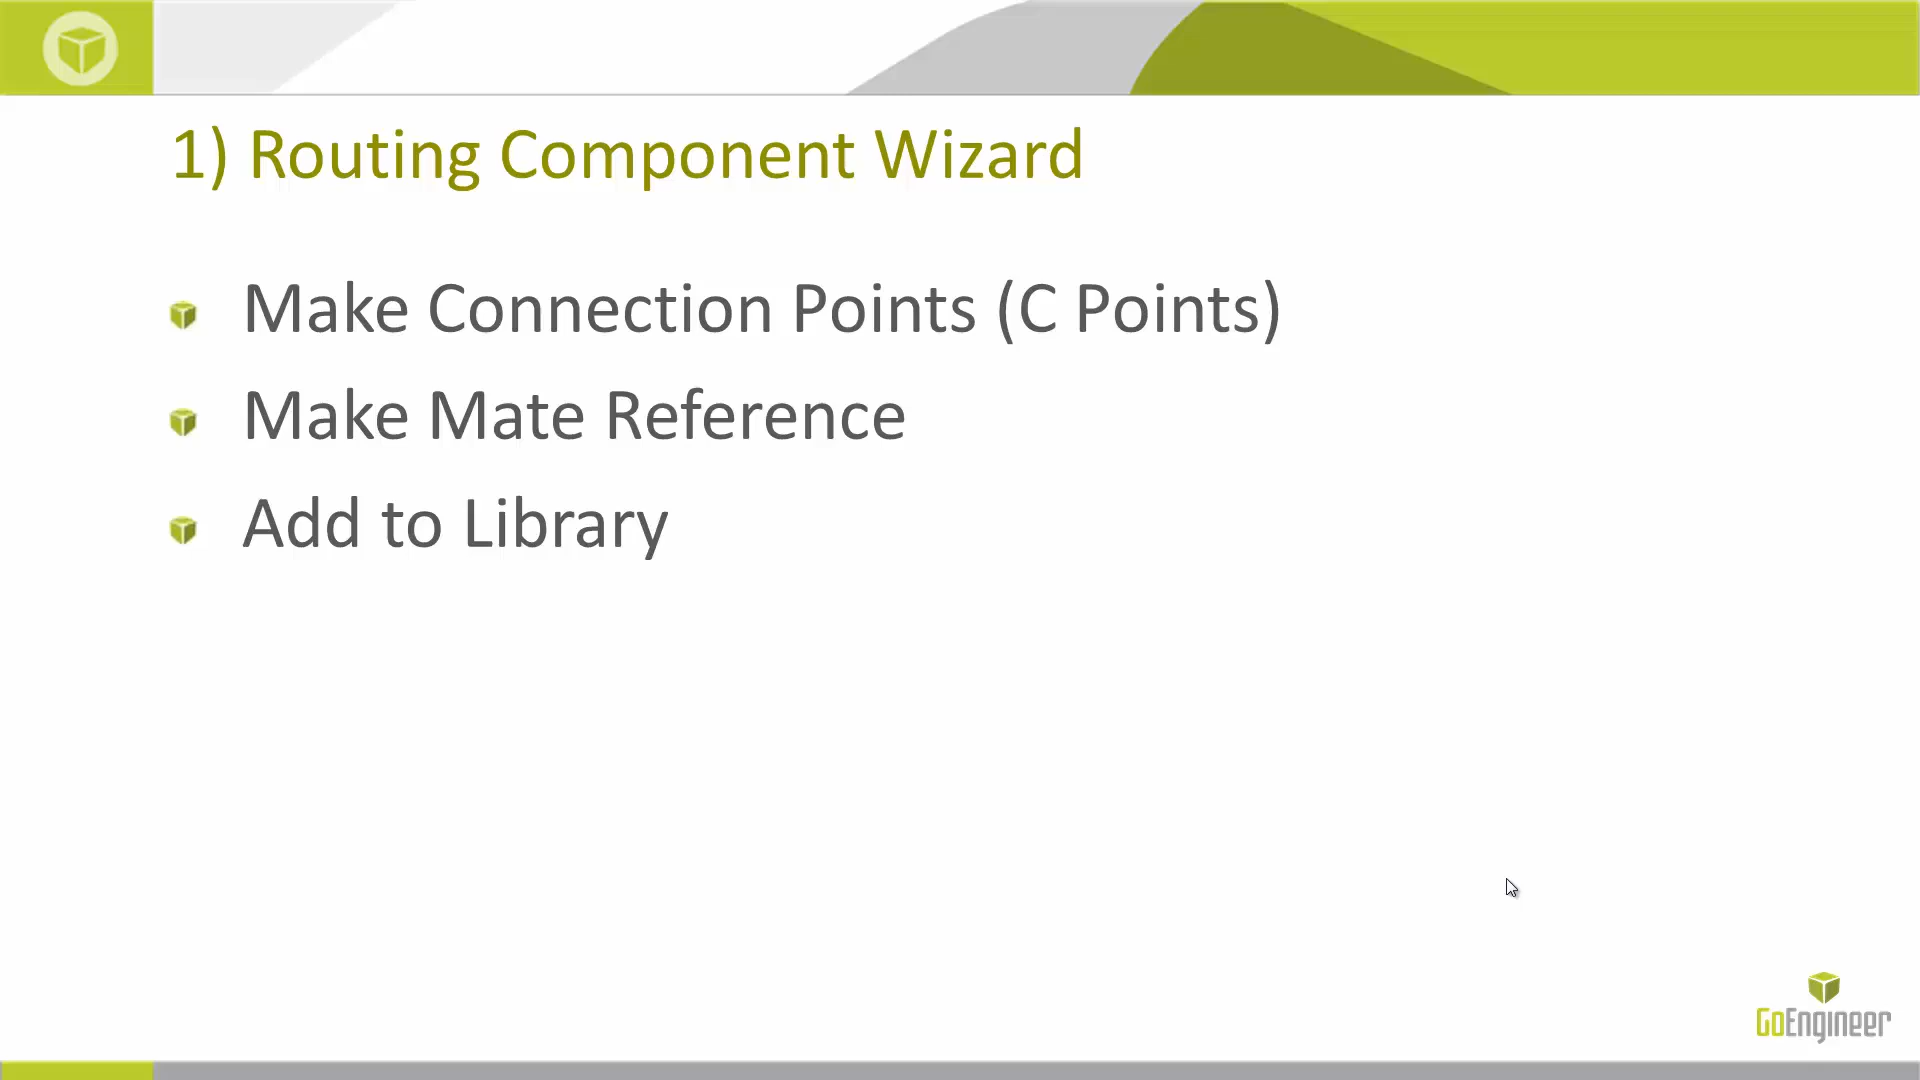 1) Routing Component Wizard
Make Connection Points (C Points)
Make Mate Reference
Add to Library
GoEngineer